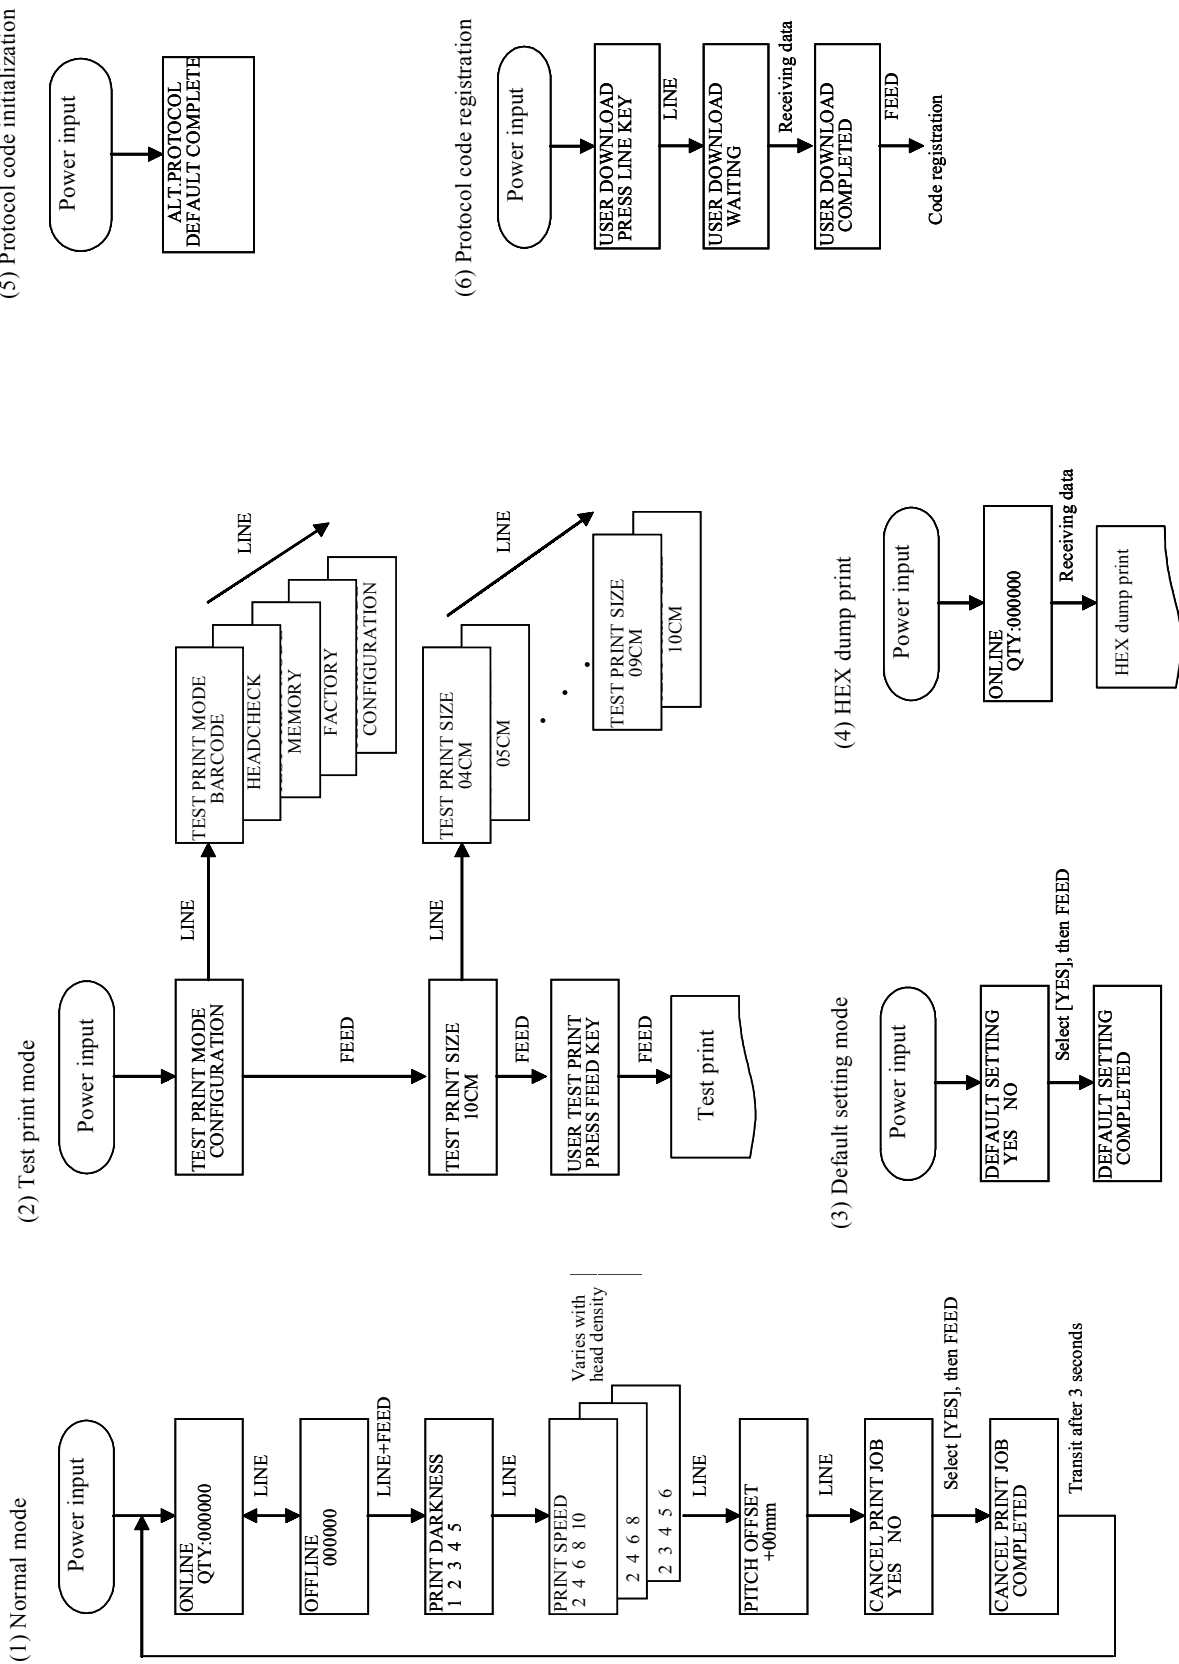 (1) Normal mode
Power input
ONLINE
QTY:000000
LINE
OFFLINE
000000
LINE+FEED
PRINT DARKNESS
1 2 3 4 5
LINE
PRINT SPEED
2 4 6 8 10
2 4 6 8
2 3 4 5 6
Varies with
head density
LINE
PITCH OFFSET
+00mm
LINE
CANCEL PRINT JOB
YES NO
Select [YES], then FEED
CANCEL PRINT JOB
COMPLETED
Transit after 3 seconds
(2) Test print mode
Power input
TEST PRINT MODE
CONFIGURATION
LINE
TEST PRINT MODE
BARCODE
HEADCHECK
MEMORY
FACTORY
CONFIGURATION
LINE
FEED
TEST PRINT SIZE
10CM
LINE
TEST PRINT SIZE
04CM
05CM
TEST PRINT SIZE
09CM
10CM
LINE
FEED
USER TEST PRINT
PRESS FEED KEY
FEED
Test print
(3) Default setting mode
Power input
DEFAULT SETTING
YES NO
Select [YES], then FEED
DEFAULT SETTING
COMPLETED
(4) HEX dump print
Power input
ONLINE
QTY:000000
Receiving data
HEX dump print
(5) Protocol code initialization
Power input
ALT.PROTOCOL
DEFAULT COMPLETE
(6) Protocol code registration
Power input
USER DOWNLOAD
PRESS LINE KEY
LINE
USER DOWNLOAD
WAITING
Receiving data
USER DOWNLOAD
COMPLETED
FEED
Code registration